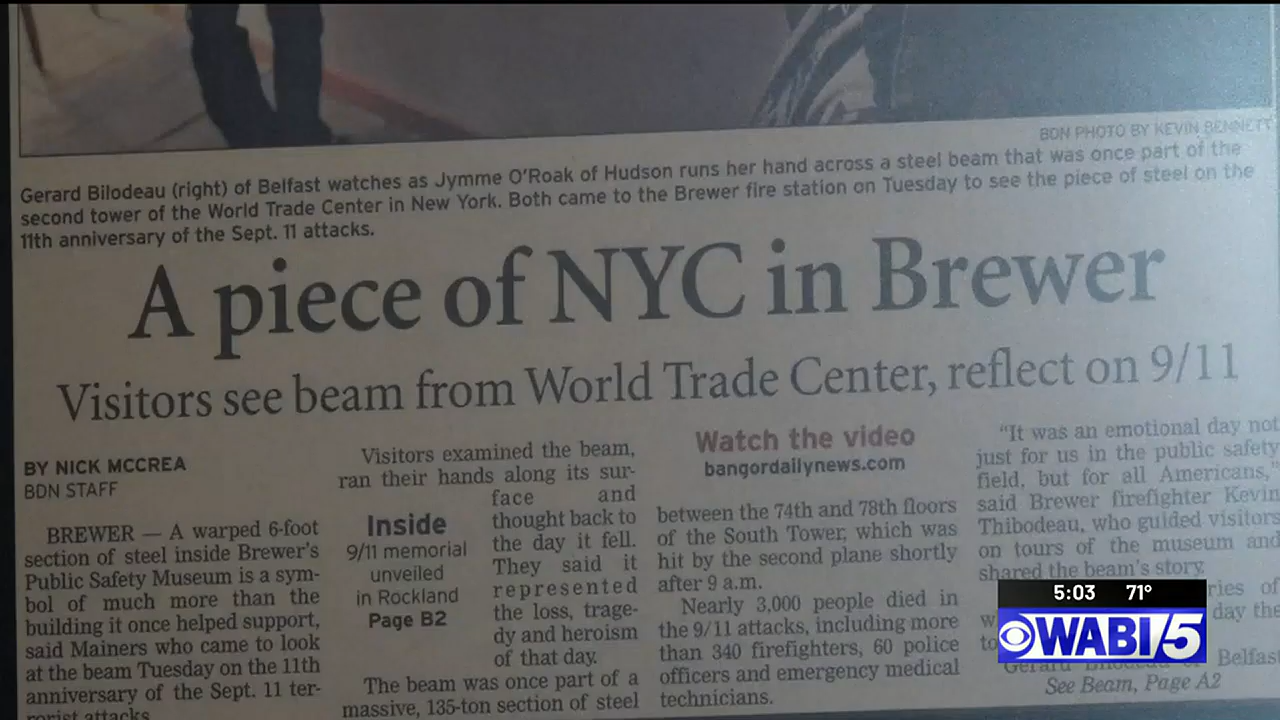 BDN PHOTO BY KEVIN BENNETT
Gerard Bilodeau (right) of Belfast watches as Jymme O'Roak of Hudson runs her hand across a steel beam that was once part of the
second tower of the World Trade Center in New York. Both came to the Brewer fire station on Tuesday to see the piece of steel on the
11th anniversary of the Sept. 11 attacks.
A piece of NYC in Brewer
Visitors see beam from World Trade Center, reflect on 9/11
BY NICK MCCREA
BDN STAFF
BREWER — A warped 6-foot
section of steel inside Brewer's
Public Safety Museum is a sym-
bol of much more than the
building it once helped support,
said Mainers who came to look
at the beam Tuesday on the 11th
anniversary of the Sept. 11 ter-
rorist attacks.
Visitors examined the beam,
ran their hands along its sur-
face and
thought back to
the day it fell.
They said it
represented
the loss, trage-
dy and heroism
of that day.
Inside
9/11 memorial
unveiled
in Rockland
Page B2
The beam was once part of a
massive, 135-ton section of steel
Watch the video
bangordailynews.com
between the 74th and 78th floors
of the South Tower, which was
hit by the second plane shortly
after 9 a.m.
Nearly 3,000 people died in
the 9/11 attacks, including more
than 340 firefighters, 60 police
officers and emergency medical
technicians.
"It was an emotional day not
just for us in the public safety
field, but for all Americans,"
said Brewer firefighter Kevin
Thibodeau, who guided visitors
on tours of the museum and
shared the beam's story.
of
day the
Gerard Bilodeau of Belfast
See Beam, Page A2
5:03 71°
WABI 5